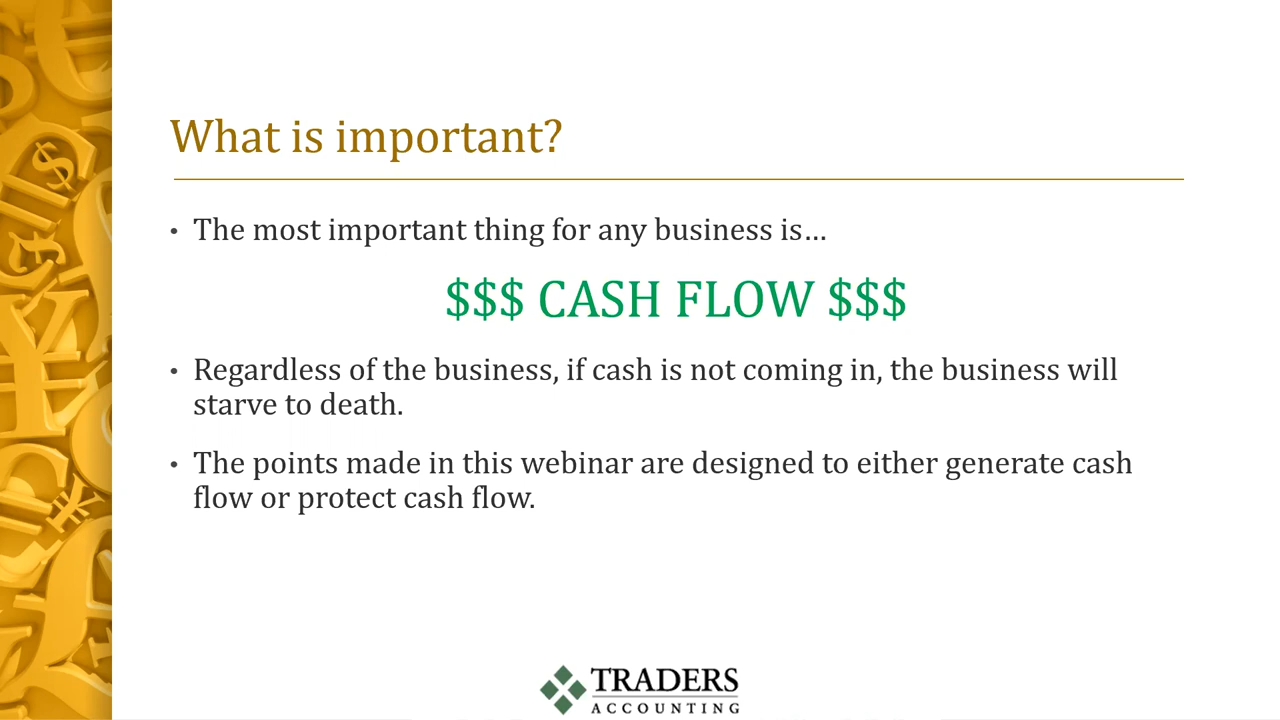 What is important?
• The most important thing for any business is…
$$$ CASH FLOW $$$
• Regardless of the business, if cash is not coming in, the business will
starve to death.
• The points made in this webinar are designed to either generate cash
flow or protect cash flow.
TRADERS
ACCOUNTING